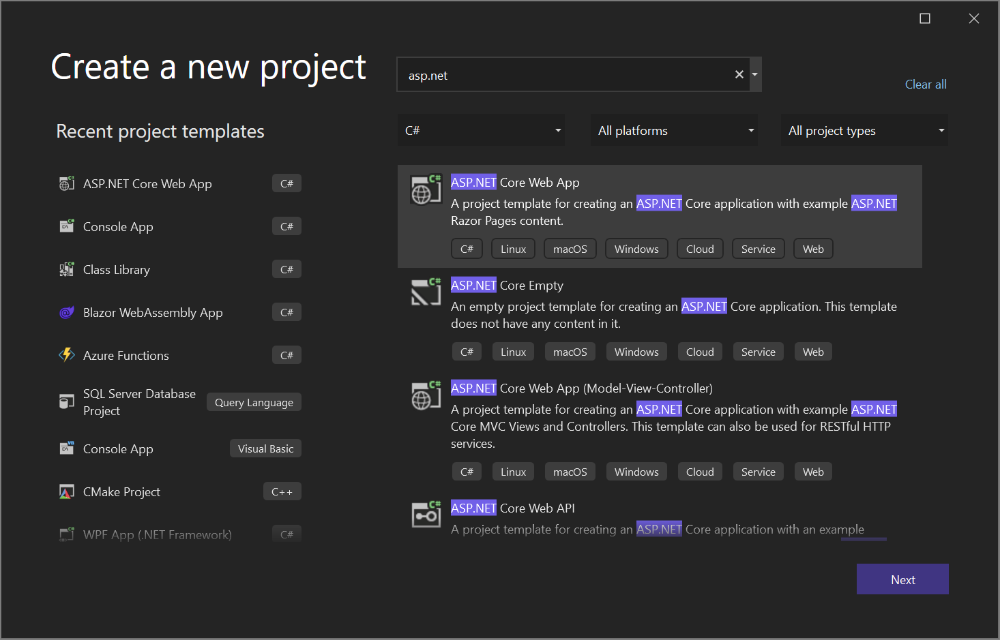 Create a new project
asp.net
Clear all
C#
All platforms
All project types
Recent project templates
ASP.NET Core Web App
C#
Console App
C#
Class Library
C#
Blazor WebAssembly App
C#
Azure Functions
C#
SQL Server Database
Project
Query Language
Console App
Visual Basic
CMake Project
C++
WPF App (.NET Framework)
C#
ASP.NET Core Web App
A project template for creating an ASP.NET Core application with example ASP.NET
Razor Pages content.
C# Linux macOS Windows Cloud Service Web
ASP.NET Core Empty
An empty project template for creating an ASP.NET Core application. This template
does not have any content in it.
C# Linux macOS Windows Cloud Service Web
ASP.NET Core Web App (Model-View-Controller)
A project template for creating an ASP.NET Core application with example ASP.NET
Core MVC Views and Controllers. This template can also be used for RESTful HTTP
services.
C# Linux macOS Windows Cloud Service Web
ASP.NET Core Web API
A project template for creating an ASP.NET Core application with an example
Next